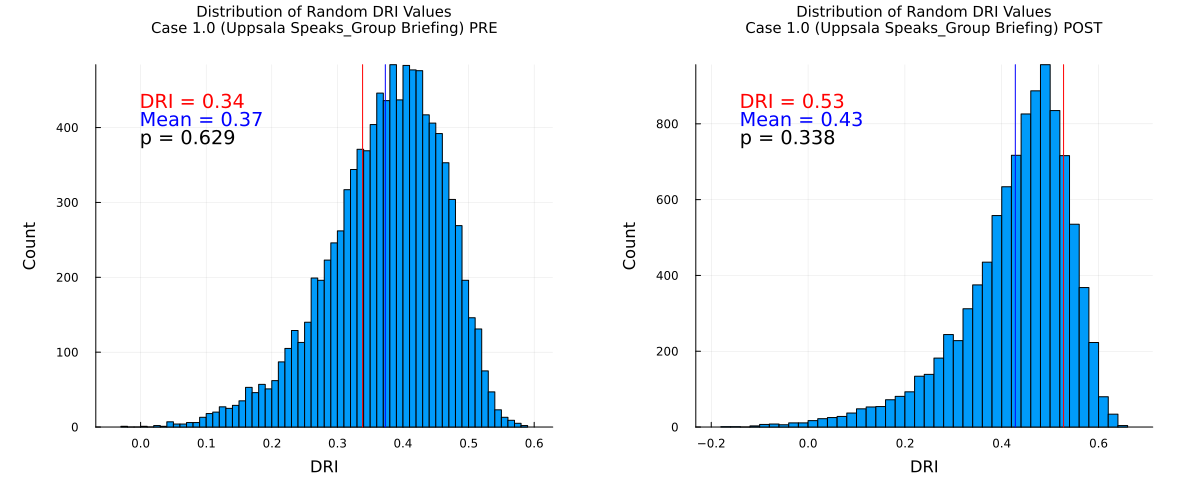 Distribution of Random DRI Values
Case 1.0 (Uppsala Speaks_Group Briefing) PRE
DRI = 0.34
Mean = 0.37
p = 0.629
Count
400
300
200
100
0
0.0 0.1 0.2 0.3 0.4 0.5 0.6
DRI
Distribution of Random DRI Values
Case 1.0 (Uppsala Speaks_Group Briefing) POST
DRI = 0.53
Mean = 0.43
p = 0.338
Count
800
600
400
200
0
−0.2 0.0 0.2 0.4 0.6
DRI